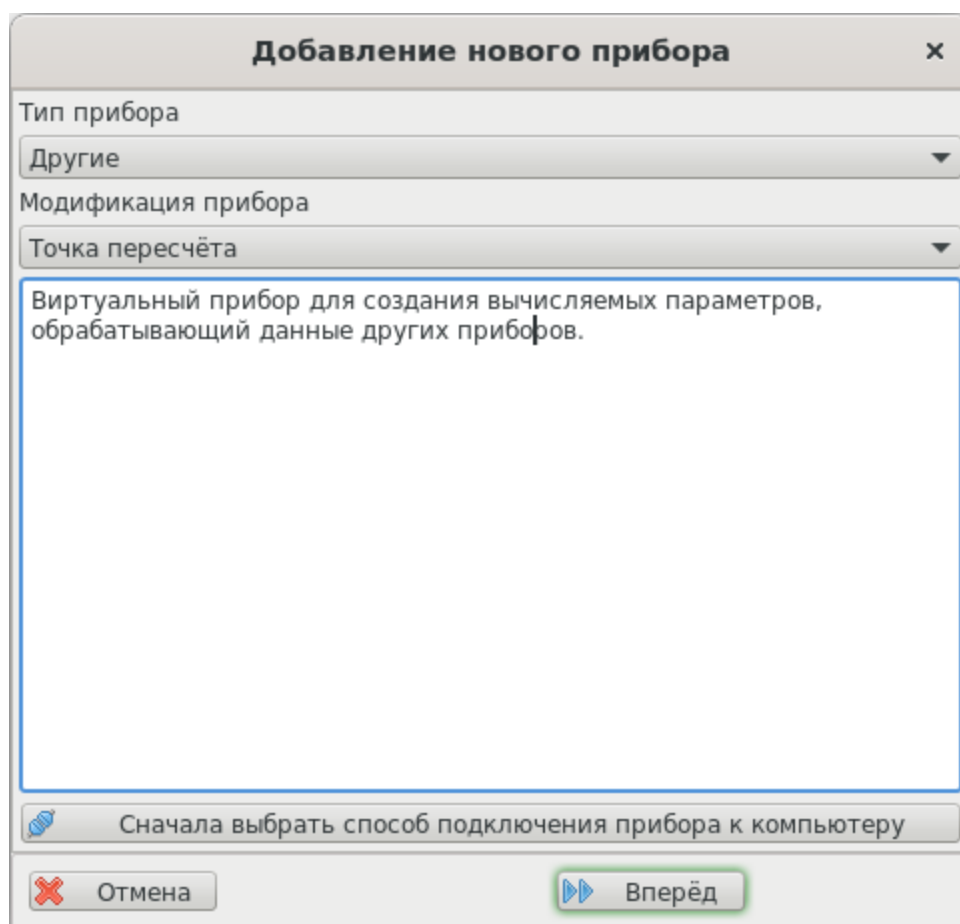 Добавление нового прибора
Тип прибора
Другие
Модификация прибора
Точка пересчёта
Виртуальный прибор для создания вычисляемых параметров,
обрабатывающий данные других приборов.
Сначала выбрать способ подключения прибора к компьютеру
Отмена
Вперёд